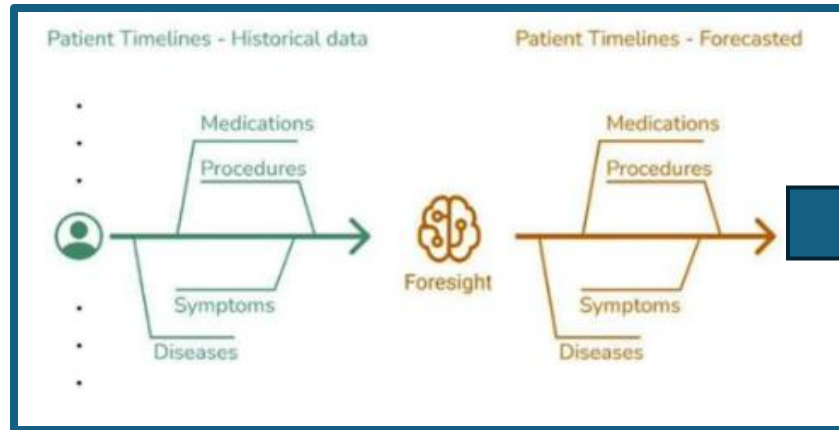 Patient Timelines - Historical data
Patient Timelines - Forecasted
Medications
Procedures
Symptoms
Diseases
Foresight
Medications
Procedures
Symptoms
Diseases